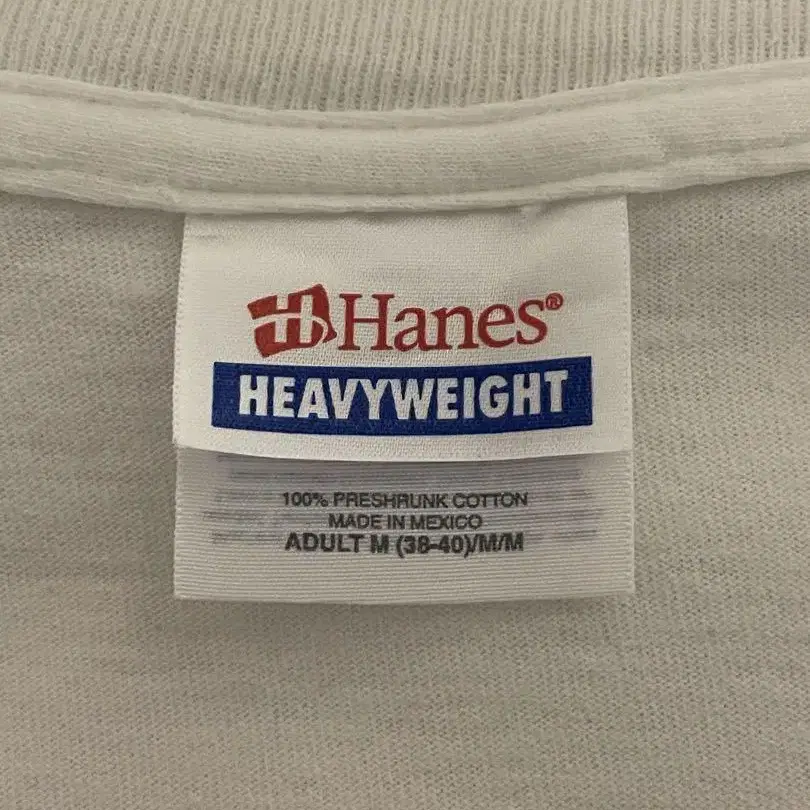 Hanes®
HEAVYWEIGHT
100% PRESHRUNK COTTON
MADE IN MEXICO
ADULT M (38-40)/M/M